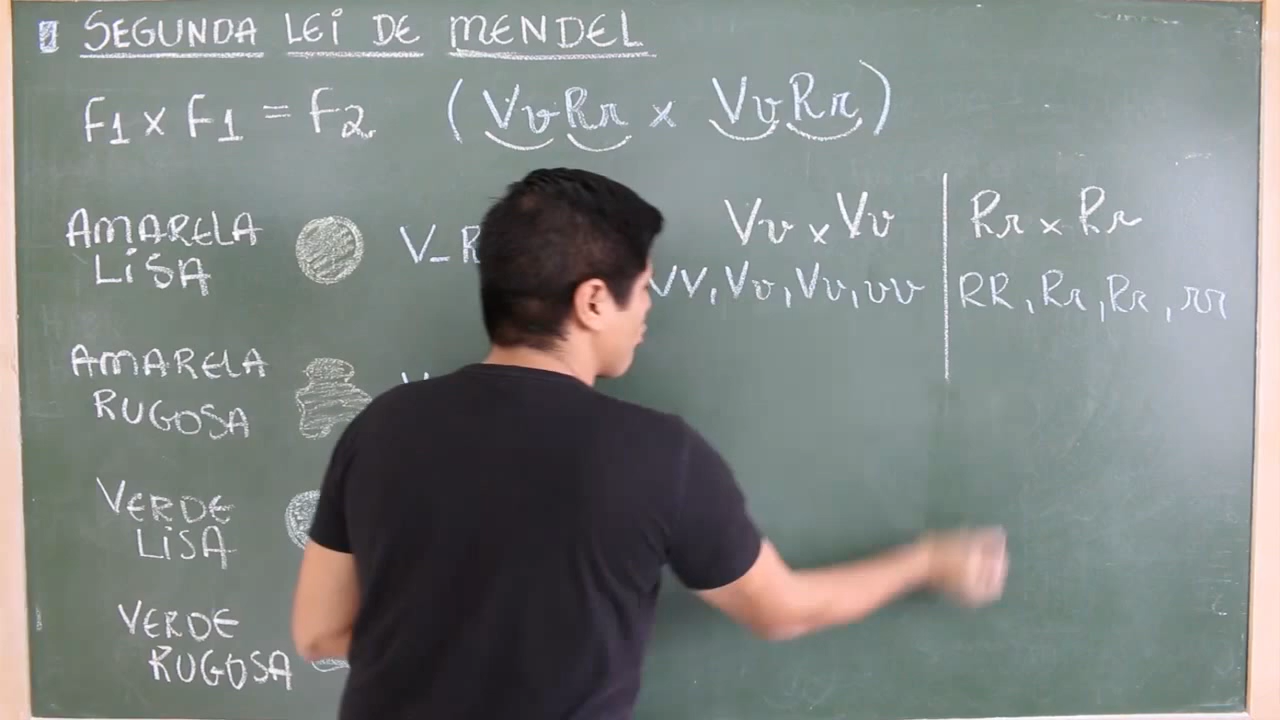 SEGUNDA LEI DE MENDEL
F1 x F1 = F2 (VvRr x VvRr)
AMARELA
LISA
V_R
Vv x Vv
Rr x Rr
VV, Vv, Vv, vv
RR, Rr, Rr, rr
AMARELA
RUGOSA
VERDE
LISA
VERDE
RUGOSA